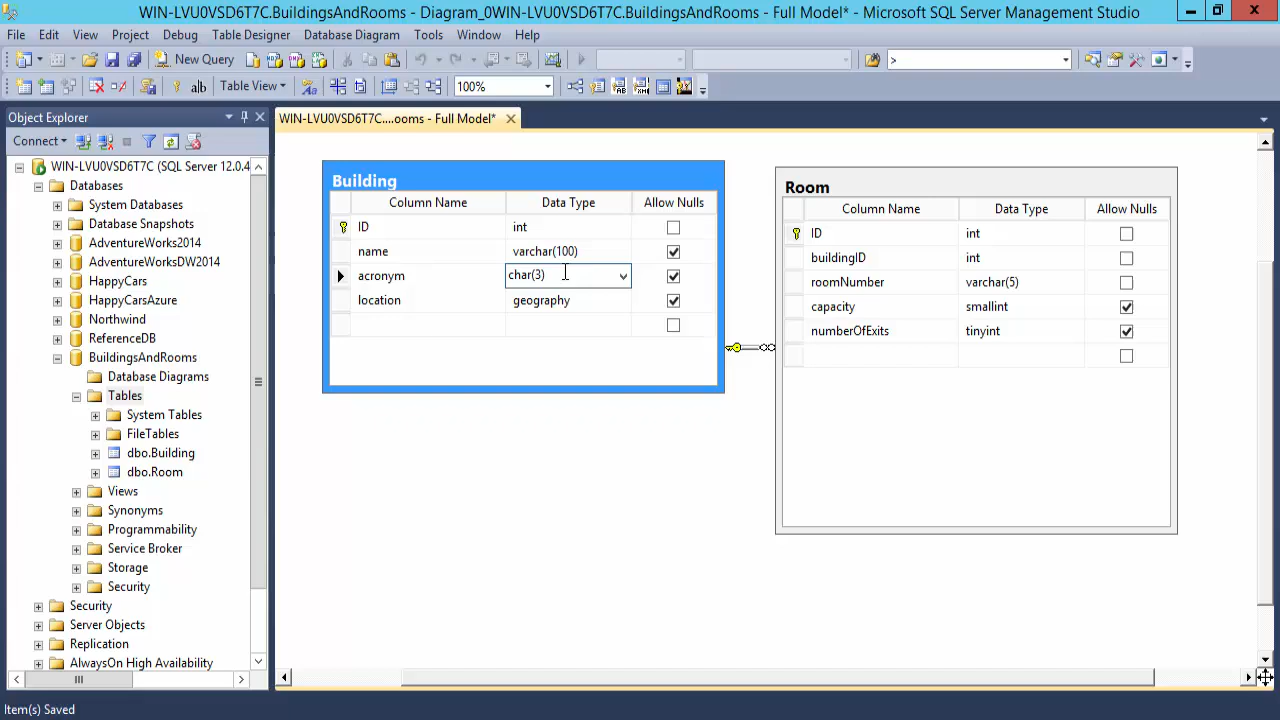 WIN-LVU0VSD6T7C.BuildingsAndRooms - Diagram_0WIN-LVU0VSD6T7C.BuildingsAndRooms - Full Model* - Microsoft SQL Server Management Studio
File Edit View Project Debug Table Designer Database Diagram Tools Window Help
New Query >
ab Table View 100%
Object Explorer
Connect
WIN-LVU0VSD6T7C (SQL Server 12.0.4
Databases
System Databases
Database Snapshots
AdventureWorks2014
AdventureWorksDW2014
HappyCars
HappyCarsAzure
Northwind
ReferenceDB
BuildingsAndRooms
Database Diagrams
Tables
System Tables
FileTables
dbo.Building
dbo.Room
Views
Synonyms
Programmability
Service Broker
Storage
Security
Security
Server Objects
Replication
AlwaysOn High Availability
WIN-LVU0VSD6T7C....ooms - Full Model*
Building
Column Name Data Type Allow Nulls
ID int
name varchar(100)
acronym char(3)
location geography
Room
Column Name Data Type Allow Nulls
ID int
buildingID int
roomNumber varchar(5)
capacity smallint
numberOfExits tinyint
Item(s) Saved